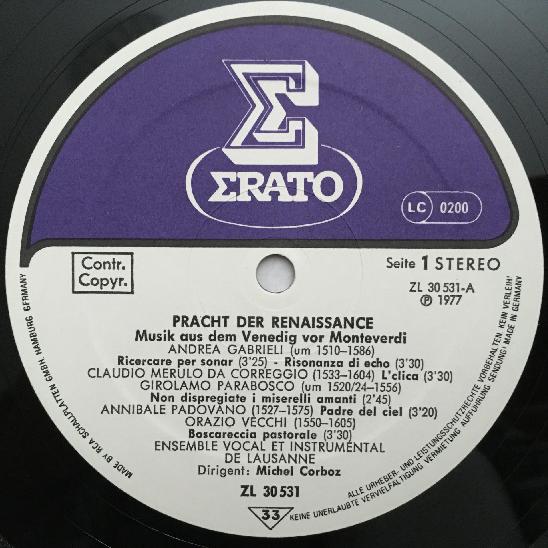 ΣRATO
LC 0200
Contr.
Copyr.
Seite 1 STEREO
ZL 30 531-A
℗ 1977
PRACHT DER RENAISSANCE
Musik aus dem Venedig vor Monteverdi
ANDREA GABRIELI (um 1510–1586)
Ricercare per sonar (3'25) - Risonanza di echo (3'30)
CLAUDIO MERULO DA CORREGGIO (1533–1604) L'clica (3'30)
GIROLAMO PARABOSCO (um 1520/24–1556)
Non dispregiate i miserelli amanti (2'45)
ANNIBALE PADOVANO (1527–1575) Padre del ciel (3'20)
ORAZIO VECCHI (1550–1605)
Boscareccia pastorale (3'30)
ENSEMBLE VOCAL ET INSTRUMENTAL
DE LAUSANNE
Dirigent: Michel Corboz
ZL 30 531
33
MADE BY RCA SCHALLPLATTEN GMBH, HAMBURG GERMANY
ALLE URHEBER- UND LEISTUNGSSCHUTZRECHTE VORBEHALTEN. KEIN VERLEIH!
KEINE UNERLAUBTE VERVIELFÄLTIGUNG, VERMIETUNG, AUFFÜHRUNG, SENDUNG! MADE IN GERMANY